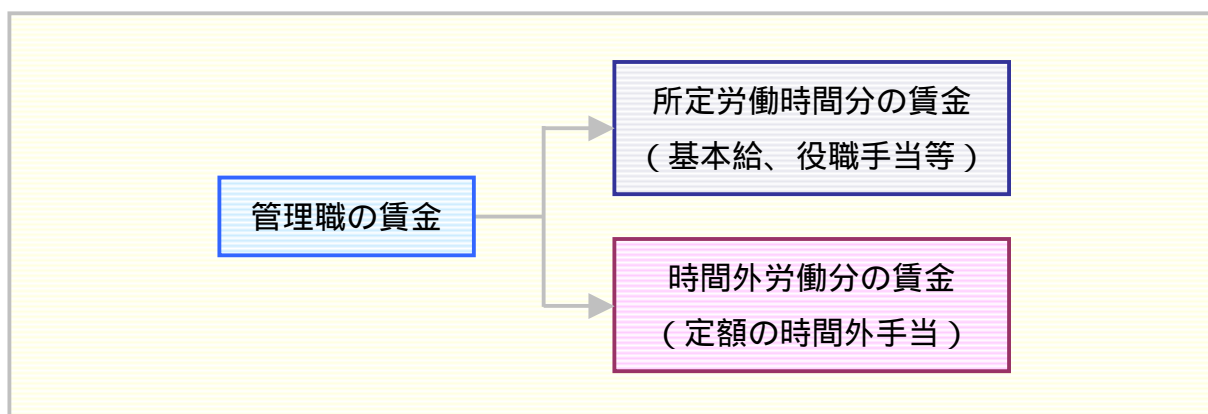 所定労働時間分の賃金
（基本給、役職手当等）
管理職の賃金
時間外労働分の賃金
（定額の時間外手当）